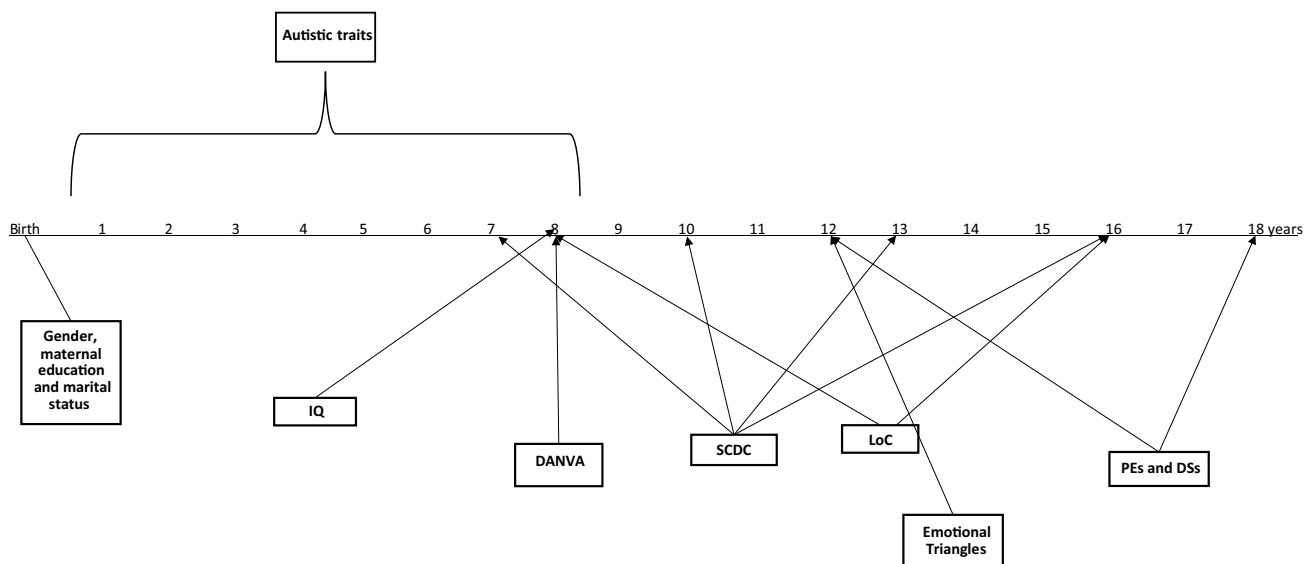 Autistic traits
Birth 1 2 3 4 5 6 7 8 9 10 11 12 13 14 15 16 17 18 years
Gender,
maternal
education
and marital
status
IQ
DANVA
SCDC
LoC
PEs and DSs
Emotional
Triangles